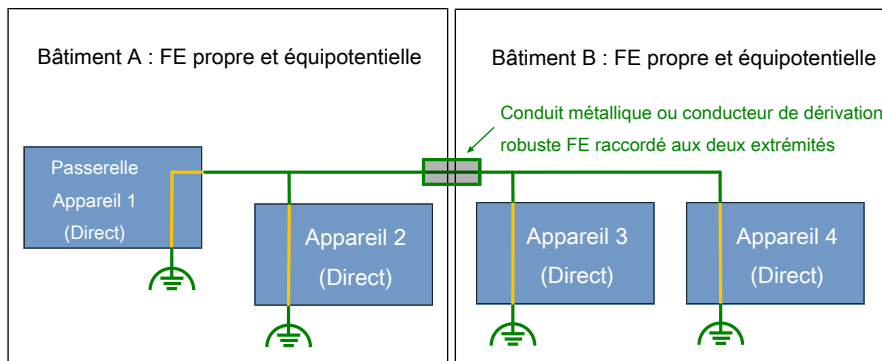 Bâtiment A : FE propre et équipotentielle
Bâtiment B : FE propre et équipotentielle
Conduit métallique ou conducteur de dérivation
robuste FE raccordé aux deux extrémités
Passerelle
Appareil 1
(Direct)
Appareil 2
(Direct)
Appareil 3
(Direct)
Appareil 4
(Direct)